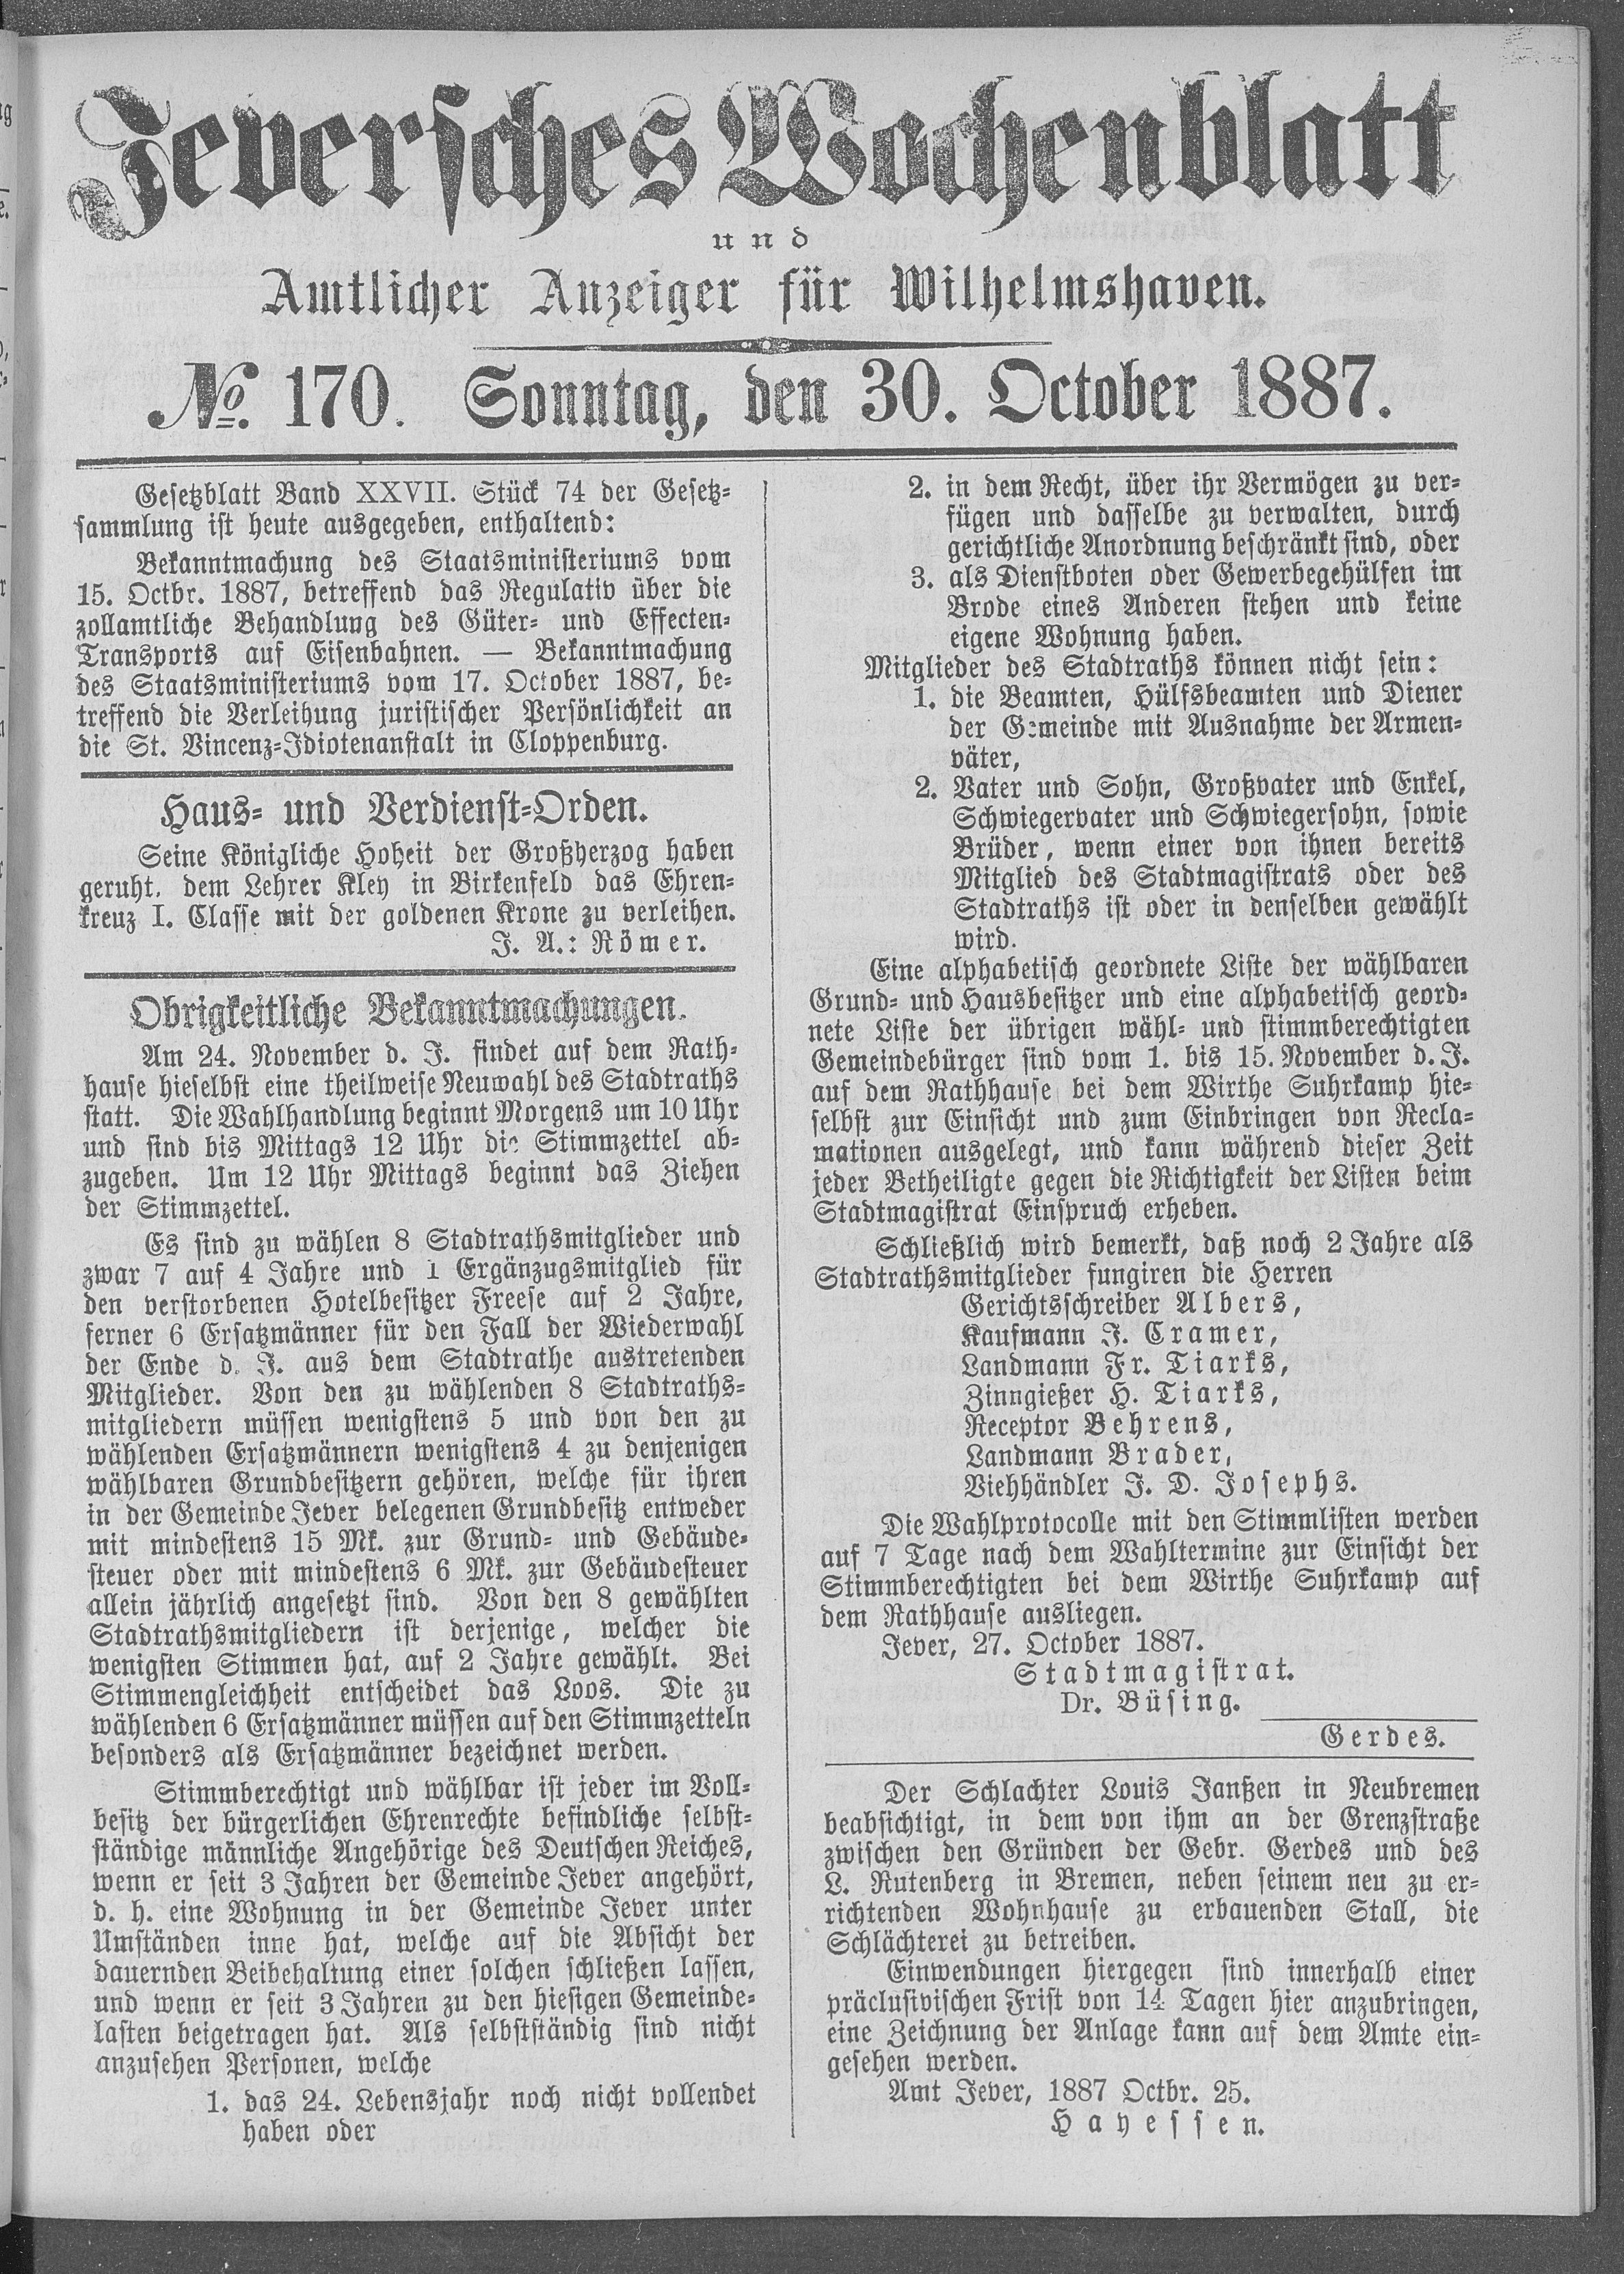 Jeversches Wochenblatt
und
Amtlicher Anzeiger für Wilhelmshaven.
№. 170. Sonntag, den 30. October 1887.
Gesetzblatt Band XXVII. Stück 74 der Gesetz-
sammlung ist heute ausgegeben, enthaltend:
Bekanntmachung des Staatsministeriums vom
15. Octbr. 1887, betreffend das Regulativ über die
zollamtliche Behandlung des Güter- und Effecten-
Transports auf Eisenbahnen. — Bekanntmachung
des Staatsministeriums vom 17. October 1887, be-
treffend die Verleihung juristischer Persönlichkeit an
die St. Vincenz-Idiotenanstalt in Cloppenburg.
Haus- und Verdienst-Orden.
Seine Königliche Hoheit der Großherzog haben
geruht, dem Lehrer Kley in Birkenfeld das Ehren-
kreuz I. Classe mit der goldenen Krone zu verleihen.
J. A.: Römer.
Obrigkeitliche Bekanntmachungen.
Am 24. November d. J. findet auf dem Rath-
hause hieselbst eine theilweise Neuwahl des Stadtraths
statt. Die Wahlhandlung beginnt Morgens um 10 Uhr
und sind bis Mittags 12 Uhr die Stimmzettel ab-
zugeben. Um 12 Uhr Mittags beginnt das Ziehen
der Stimmzettel.
Es sind zu wählen 8 Stadtrathsmitglieder und
zwar 7 auf 4 Jahre und 1 Ergänzugsmitglied für
den verstorbenen Hotelbesitzer Freese auf 2 Jahre,
ferner 6 Ersatzmänner für den Fall der Wiederwahl
der Ende d. J. aus dem Stadtrathe austretenden
Mitglieder. Von den zu wählenden 8 Stadtraths-
mitgliedern müssen wenigstens 5 und von den zu
wählenden Ersatzmännern wenigstens 4 zu denjenigen
wählbaren Grundbesitzern gehören, welche für ihren
in der Gemeinde Jever belegenen Grundbesitz entweder
mit mindestens 15 Mk. zur Grund- und Gebäude-
steuer oder mit mindestens 6 Mk. zur Gebäudesteuer
allein jährlich angesetzt sind. Von den 8 gewählten
Stadtrathsmitgliedern ist derjenige, welcher die
wenigsten Stimmen hat, auf 2 Jahre gewählt. Bei
Stimmengleichheit entscheidet das Loos. Die zu
wählenden 6 Ersatzmänner müssen auf den Stimmzetteln
besonders als Ersatzmänner bezeichnet werden.
Stimmberechtigt und wählbar ist jeder im Voll-
besitz der bürgerlichen Ehrenrechte befindliche selbst-
ständige männliche Angehörige des Deutschen Reiches,
wenn er seit 3 Jahren der Gemeinde Jever angehört,
d. h. eine Wohnung in der Gemeinde Jever unter
Umständen inne hat, welche auf die Absicht der
dauernden Beibehaltung einer solchen schließen lassen,
und wenn er seit 3 Jahren zu den hiesigen Gemeinde-
lasten beigetragen hat. Als selbstständig sind nicht
anzusehen Personen, welche
1. das 24. Lebensjahr noch nicht vollendet
haben oder
2. in dem Recht, über ihr Vermögen zu ver-
fügen und dasselbe zu verwalten, durch
gerichtliche Anordnung beschränkt sind, oder
3. als Dienstboten oder Gewerbegehülfen im
Brode eines Anderen stehen und keine
eigene Wohnung haben.
Mitglieder des Stadtraths können nicht sein:
1. die Beamten, Hülfsbeamten und Diener
der Gemeinde mit Ausnahme der Armen-
väter,
2. Vater und Sohn, Großvater und Enkel,
Schwiegervater und Schwiegersohn, sowie
Brüder, wenn einer von ihnen bereits
Mitglied des Stadtmagistrats oder des
Stadtraths ist oder in denselben gewählt
wird.
Eine alphabetisch geordnete Liste der wählbaren
Grund- und Hausbesitzer und eine alphabetisch geord-
nete Liste der übrigen wähl- und stimmberechtigten
Gemeindebürger sind vom 1. bis 15. November d. J.
auf dem Rathhause bei dem Wirthe Suhrkamp hie-
selbst zur Einsicht und zum Einbringen von Recla-
mationen ausgelegt, und kann während dieser Zeit
jeder Betheiligte gegen die Richtigkeit der Listen beim
Stadtmagistrat Einspruch erheben.
Schließlich wird bemerkt, daß noch 2 Jahre als
Stadtrathsmitglieder fungiren die Herren
Gerichtsschreiber Albers,
Kaufmann J. Cramer,
Landmann Fr. Tiarks,
Zinngießer H. Tiarks,
Receptor Behrens,
Landmann Brader,
Viehhändler J. D. Josephs.
Die Wahlprotocolle mit den Stimmlisten werden
auf 7 Tage nach dem Wahltermine zur Einsicht der
Stimmberechtigten bei dem Wirthe Suhrkamp auf
dem Rathhause ausliegen.
Jever, 27. October 1887.
Stadtmagistrat.
Dr. Büsing.
Gerdes.
Der Schlachter Louis Janßen in Neubremen
beabsichtigt, in dem von ihm an der Grenzstraße
zwischen den Gründen der Gebr. Gerdes und des
L. Rutenberg in Bremen, neben seinem neu zu er-
richtenden Wohnhause zu erbauenden Stall, die
Schlächterei zu betreiben.
Einwendungen hiergegen sind innerhalb einer
präclusivischen Frist von 14 Tagen hier anzubringen,
eine Zeichnung der Anlage kann auf dem Amte ein-
gesehen werden.
Amt Jever, 1887 Octbr. 25.
Hayessen.